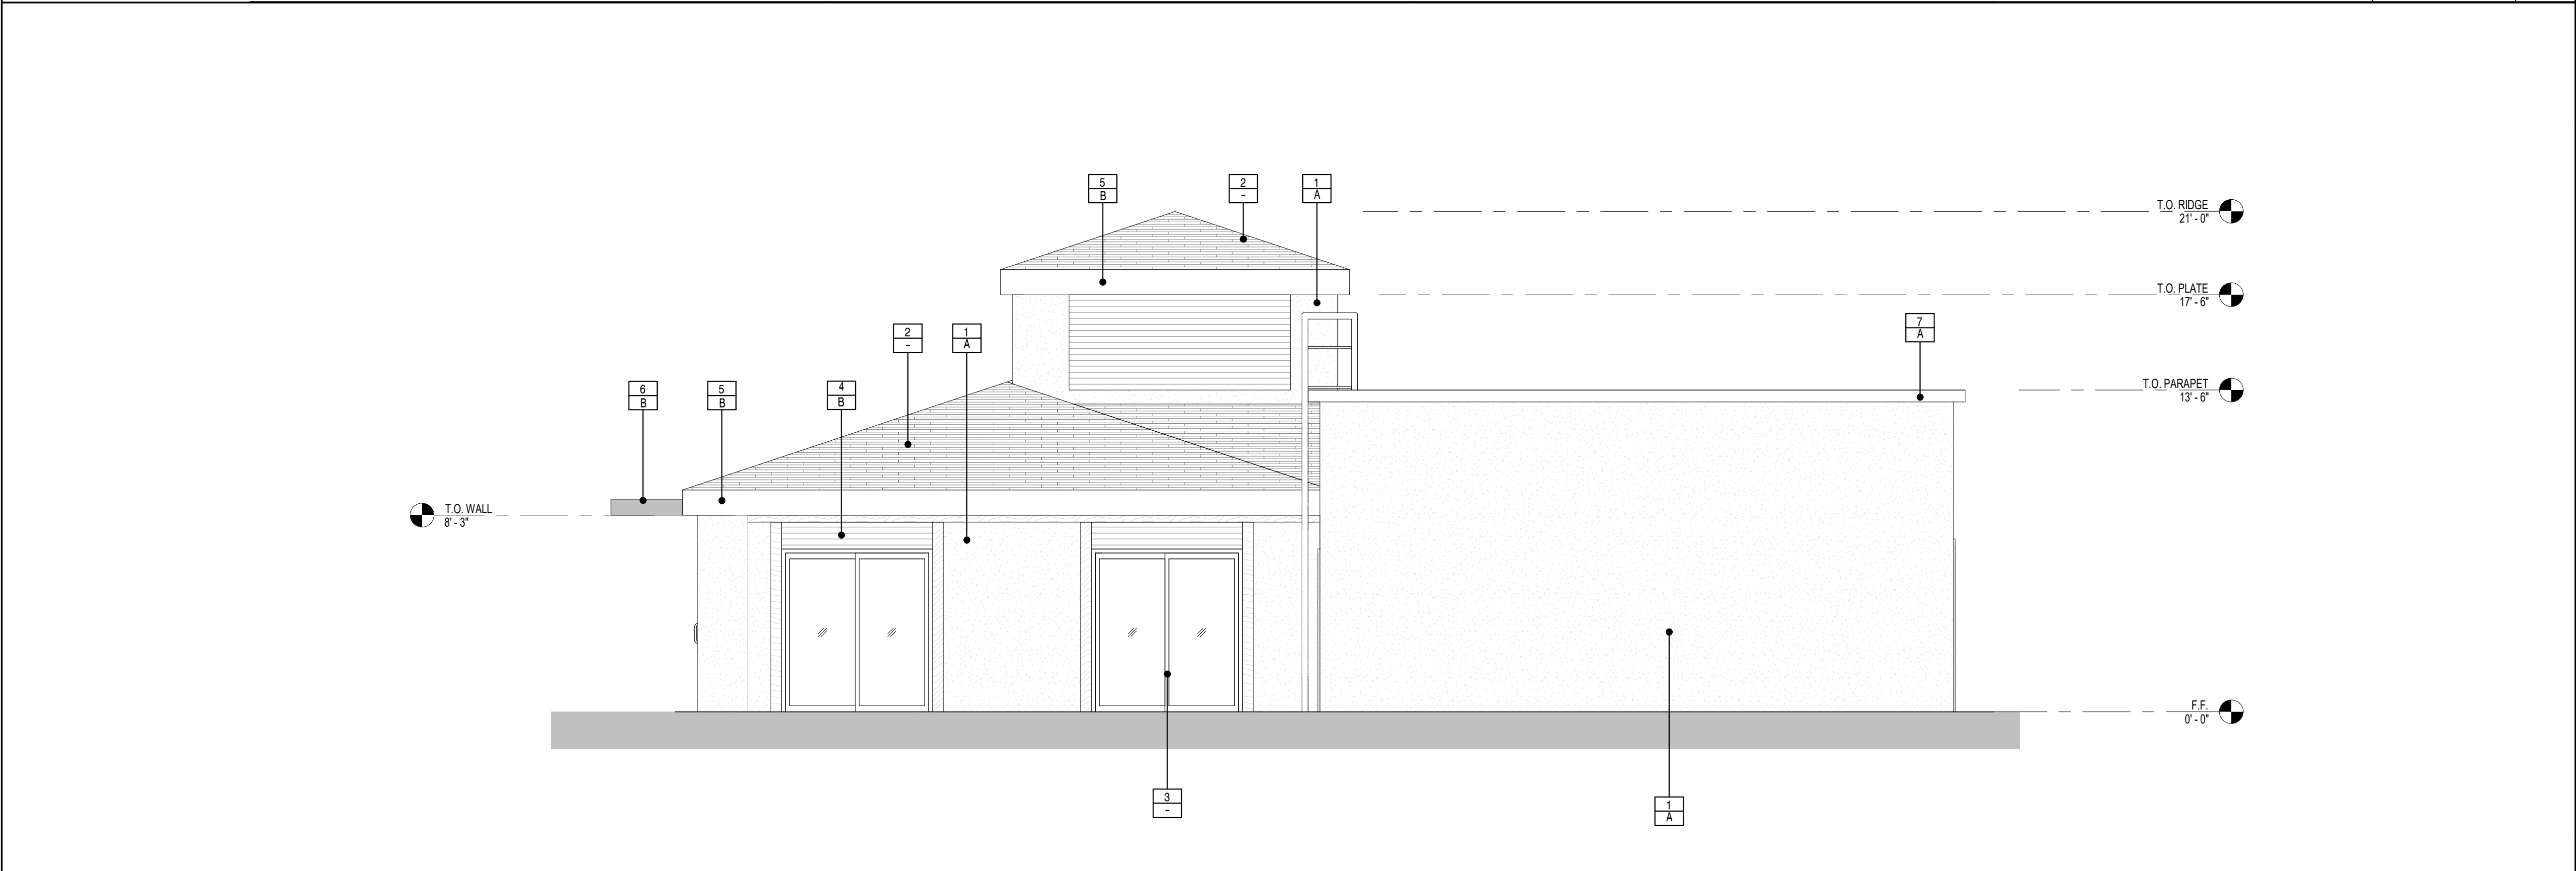 5
B
2
-
1
A
T.O. RIDGE
21' - 0"
T.O. PLATE
17' - 6"
7
A
2
-
1
A
T.O. PARAPET
13' - 6"
6
B
5
B
4
B
T.O. WALL
8' - 3"
F.F.
0' - 0"
3
-
1
A